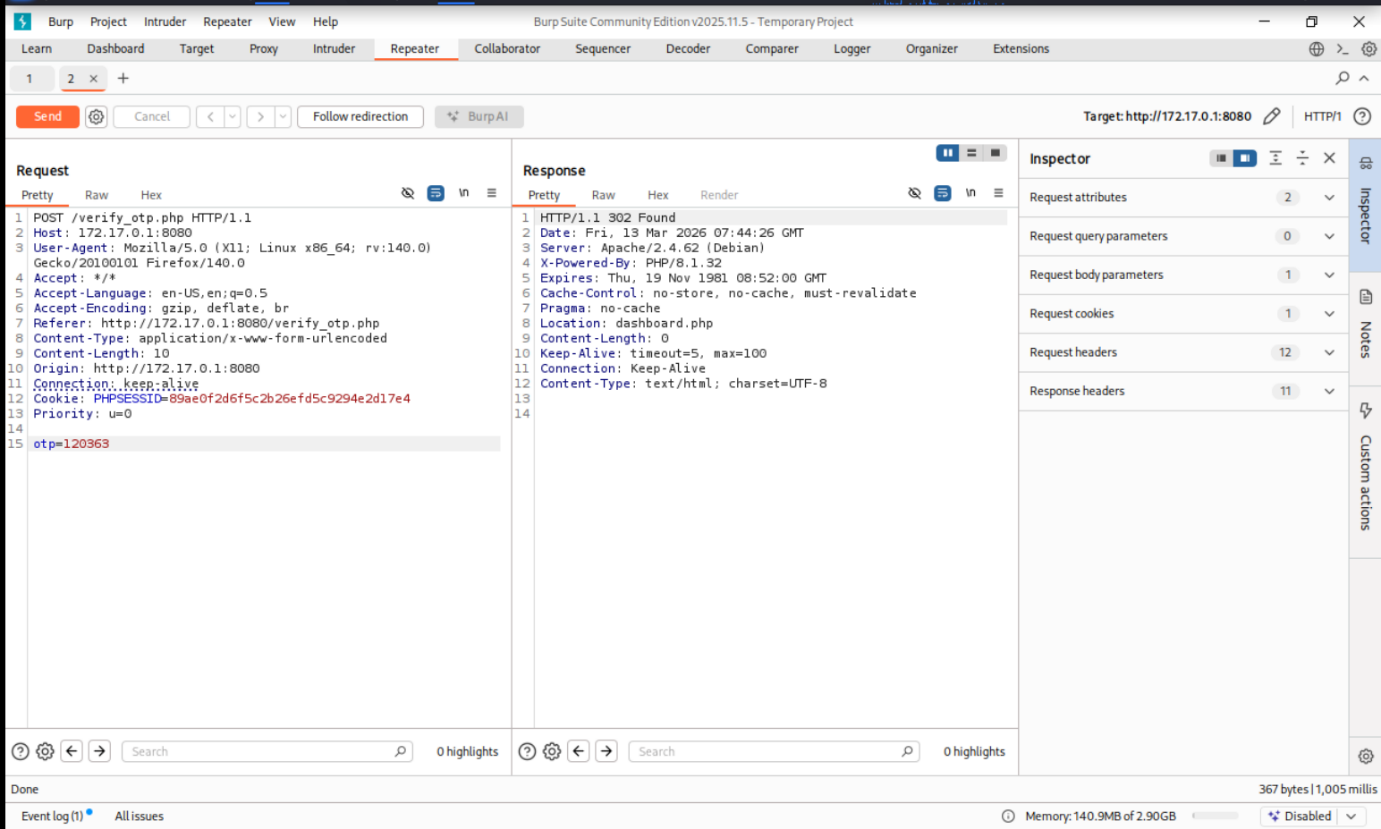 Burp Project Intruder Repeater View Help Burp Suite Community Edition v2025.11.5 - Temporary Project
Learn Dashboard Target Proxy Intruder Repeater Collaborator Sequencer Decoder Comparer Logger Organizer Extensions
1 2 × +
Send Cancel < > Follow redirection Burp AI Target: http://172.17.0.1:8080 HTTP/1 ?
Request
Pretty Raw Hex \n
1 POST /verify_otp.php HTTP/1.1
2 Host: 172.17.0.1:8080
3 User-Agent: Mozilla/5.0 (X11; Linux x86_64; rv:140.0)
Gecko/20100101 Firefox/140.0
4 Accept: */*
5 Accept-Language: en-US,en;q=0.5
6 Accept-Encoding: gzip, deflate, br
7 Referer: http://172.17.0.1:8080/verify_otp.php
8 Content-Type: application/x-www-form-urlencoded
9 Content-Length: 10
10 Origin: http://172.17.0.1:8080
11 Connection: keep-alive
12 Cookie: PHPSESSID=89ae0f2d6f5c2b26efd5c9294e2d17e4
13 Priority: u=0
14
15 otp=120363
Search 0 highlights
Response
Pretty Raw Hex Render \n
1 HTTP/1.1 302 Found
2 Date: Fri, 13 Mar 2026 07:44:26 GMT
3 Server: Apache/2.4.62 (Debian)
4 X-Powered-By: PHP/8.1.32
5 Expires: Thu, 19 Nov 1981 08:52:00 GMT
6 Cache-Control: no-store, no-cache, must-revalidate
7 Pragma: no-cache
8 Location: dashboard.php
9 Content-Length: 0
10 Keep-Alive: timeout=5, max=100
11 Connection: Keep-Alive
12 Content-Type: text/html; charset=UTF-8
13
14
Search 0 highlights
Inspector
Request attributes 2
Request query parameters 0
Request body parameters 1
Request cookies 1
Request headers 12
Response headers 11
Inspector
Notes
Custom actions
Done 367 bytes | 1,005 millis
Event log (1) All issues Memory: 140.9MB of 2.90GB Disabled